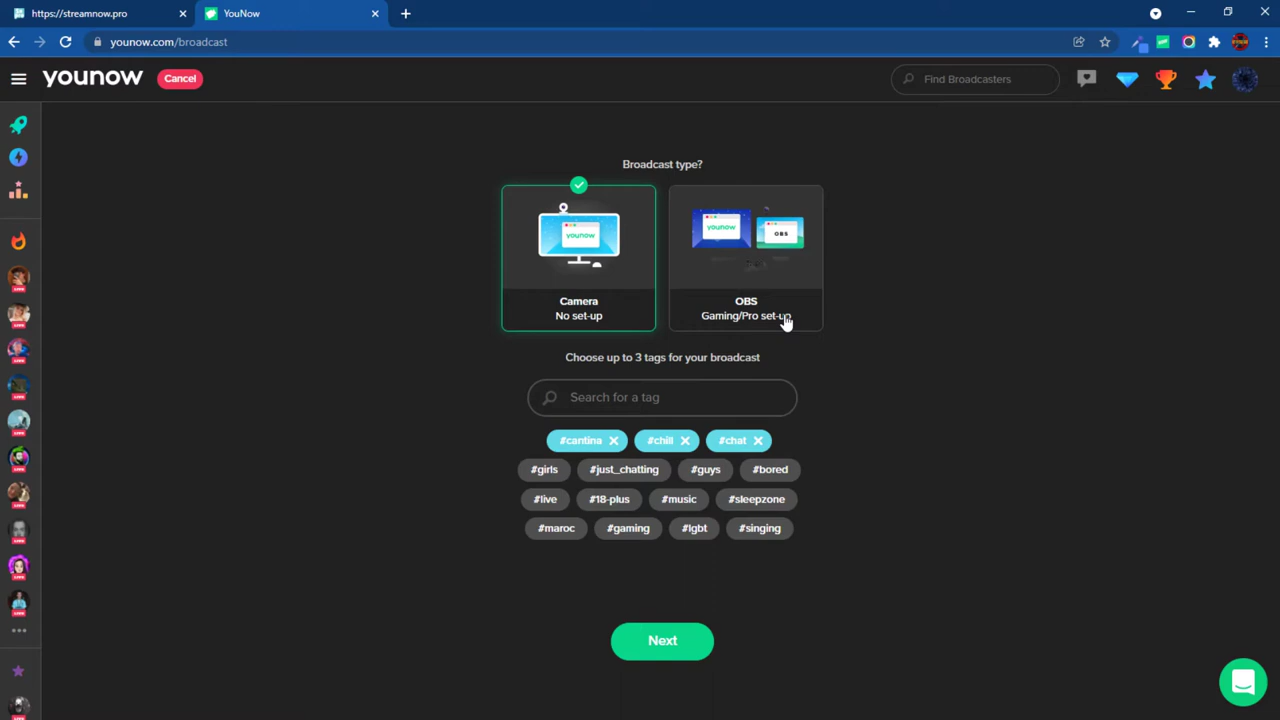 https://streamnow.pro
YouNow
younow.com/broadcast
younow
Cancel
Find Broadcasters
Broadcast type?
younow
younow
OBS
Camera
No set-up
OBS
Gaming/Pro set-up
Choose up to 3 tags for your broadcast
Search for a tag
#cantina #chill #chat
#girls #just_chatting #guys #bored
#live #18-plus #music #sleepzone
#maroc #gaming #lgbt #singing
Next